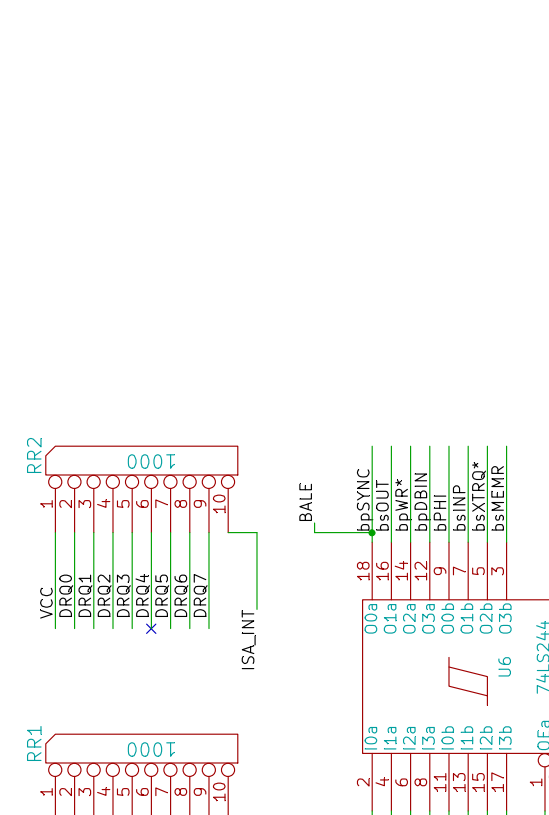 RR2
1000
1
2
3
4
5
6
7
8
9
10
VCC
DRQ0
DRQ1
DRQ2
DRQ3
DRQ4
DRQ5
DRQ6
DRQ7
ISA_INT
BALE
bpSYNC
bsOUT
bpWR*
bpDBIN
bPHI
bsINP
bsXTRQ*
bsMEMR
18
16
14
12
9
7
5
3
O0a
O1a
O2a
O3a
O0b
O1b
O2b
O3b
U6
74LS244
I0a
I1a
I2a
I3a
I0b
I1b
I2b
I3b
OEa
2
4
6
8
11
13
15
17
1
RR1
1000
1
2
3
4
5
6
7
8
9
10